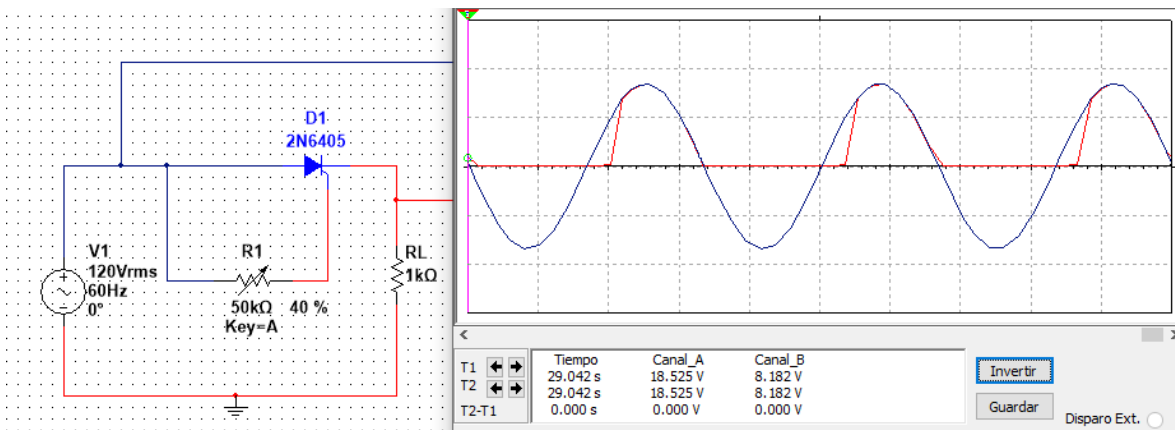 D1
2N6405
V1
120Vrms
60Hz
0°
R1
50kΩ 40 %
Key=A
RL
1kΩ
T1
T2
T2-T1
Tiempo Canal_A Canal_B
29.042 s 18.525 V 8.182 V
29.042 s 18.525 V 8.182 V
0.000 s 0.000 V 0.000 V
Invertir
Guardar
Disparo Ext.